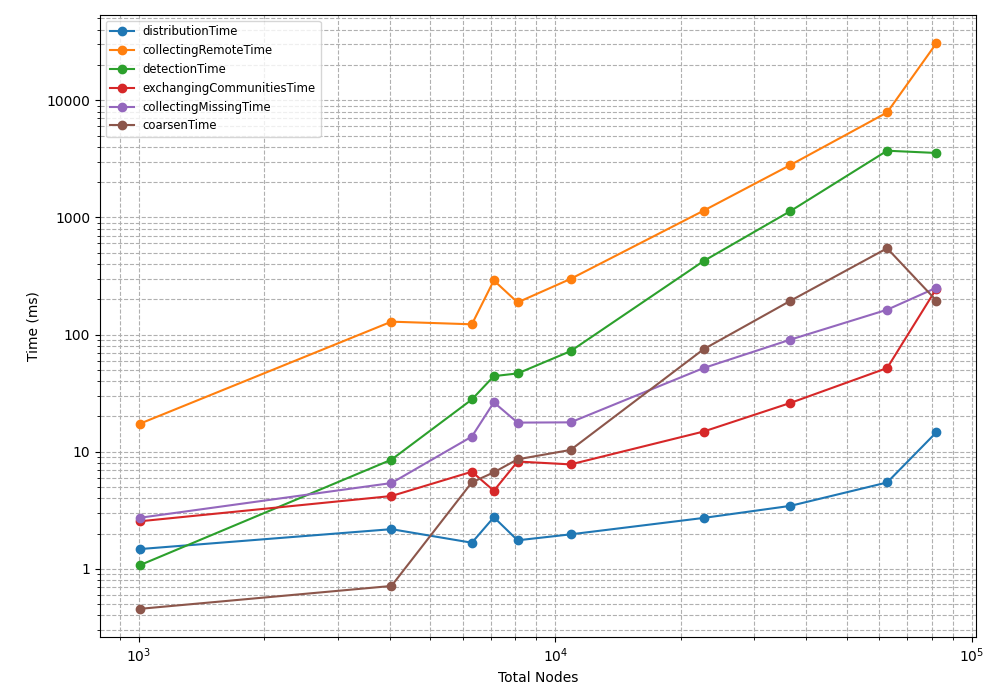 distributionTime
collectingRemoteTime
detectionTime
exchangingCommunitiesTime
collectingMissingTime
coarsenTime
Time (ms)
10000
1000
100
10
1
10³
10⁴
10⁵
Total Nodes